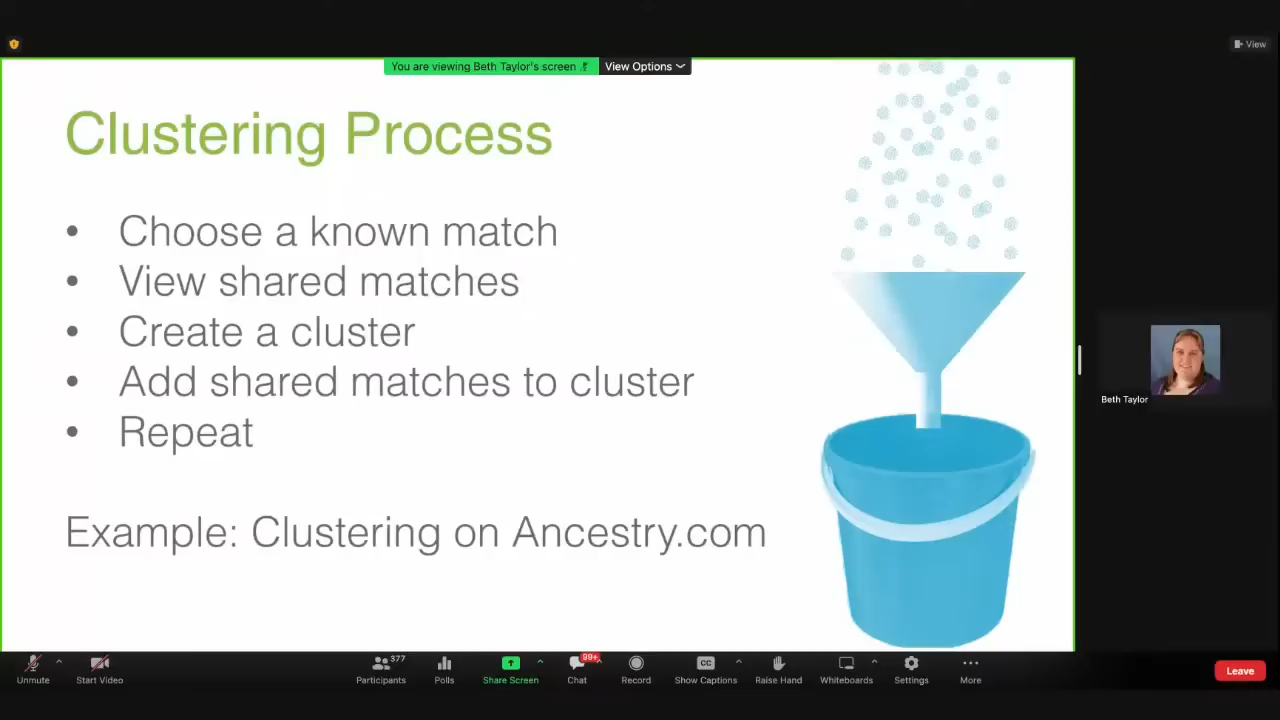 View
You are viewing Beth Taylor's screen
View Options
Clustering Process
• Choose a known match
• View shared matches
• Create a cluster
• Add shared matches to cluster
• Repeat
Example: Clustering on Ancestry.com
Beth Taylor
377
99+
CC
Unmute
Start Video
Participants
Polls
Share Screen
Chat
Record
Show Captions
Raise Hand
Whiteboards
Settings
More
Leave